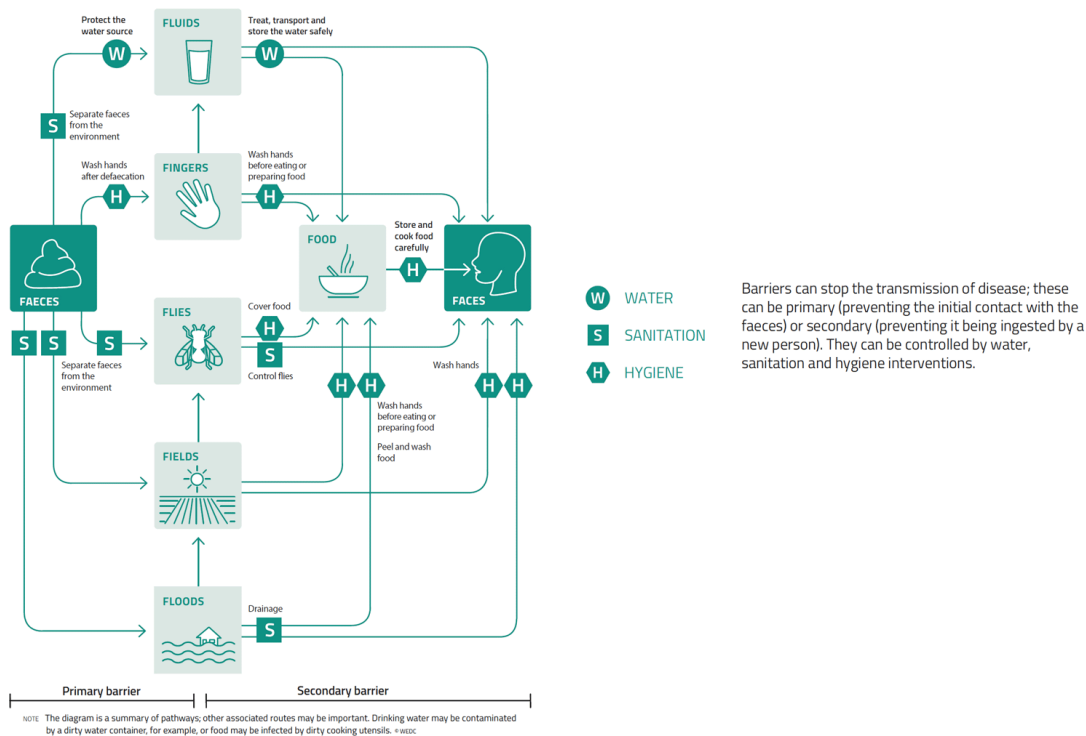 Protect the
water source
W
FLUIDS
Treat, transport and
store the water safely
W
S
Separate faeces
from the
environment
Wash hands
after defaecation
H
FINGERS
Wash hands
before eating or
preparing food
H
FAECES
FOOD
Store and
cook food
carefully
H
FACES
S
S
S
Separate faeces
from the
environment
FLIES
Cover food
H
S
Control flies
H
H
Wash hands
before eating or
preparing food
Peel and wash
food
Wash hands
H
H
FIELDS
FLOODS
Drainage
S
Primary barrier
Secondary barrier
NOTE The diagram is a summary of pathways; other associated routes may be important. Drinking water may be contaminated
by a dirty water container, for example, or food may be infected by dirty cooking utensils. © WEDC
W WATER
S SANITATION
H HYGIENE
Barriers can stop the transmission of disease; these
can be primary (preventing the initial contact with the
faeces) or secondary (preventing it being ingested by a
new person). They can be controlled by water,
sanitation and hygiene interventions.